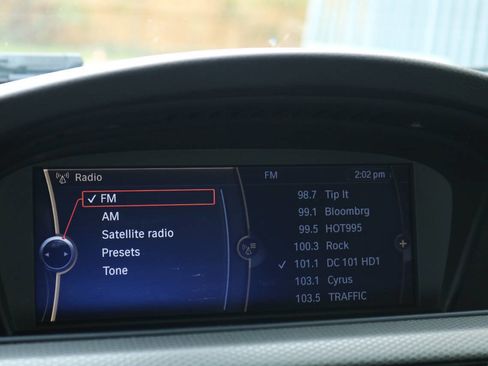 Radio
FM
2:02 pm
✓ FM
AM
Satellite radio
Presets
Tone
98.7 Tip It
99.1 Bloombrg
99.5 HOT995
100.3 Rock
✓ 101.1 DC 101 HD1
103.1 Cyrus
103.5 TRAFFIC